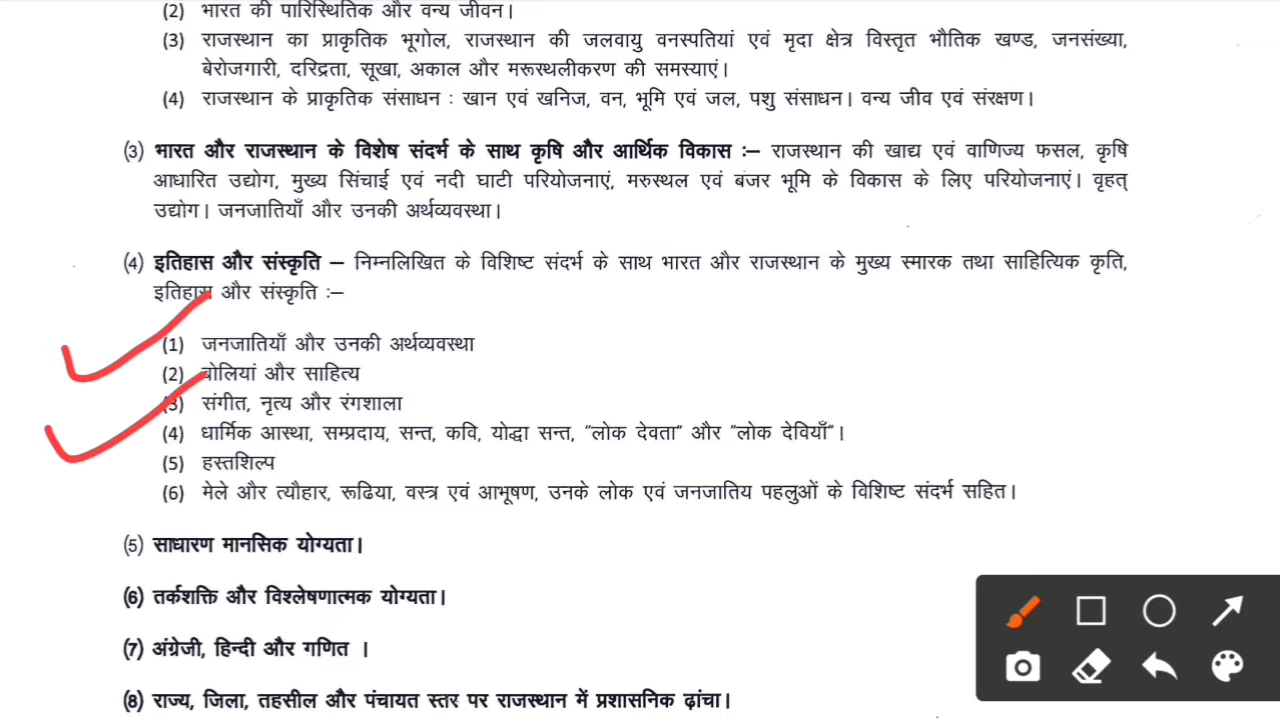 (2) भारत की पारिस्थितिक और वन्य जीवन।
(3) राजस्थान का प्राकृतिक भूगोल, राजस्थान की जलवायु वनस्पतियां एवं मृदा क्षेत्र विस्तृत भौतिक खण्ड, जनसंख्या,
बेरोजगारी, दरिद्रता, सूखा, अकाल और मरूस्थलीकरण की समस्याएं।
(4) राजस्थान के प्राकृतिक संसाधन : खान एवं खनिज, वन, भूमि एवं जल, पशु संसाधन। वन्य जीव एवं संरक्षण।
(3) भारत और राजस्थान के विशेष संदर्भ के साथ कृषि और आर्थिक विकास :– राजस्थान की खाद्य एवं वाणिज्य फसल, कृषि
आधारित उद्योग, मुख्य सिंचाई एवं नदी घाटी परियोजनाएं, मरुस्थल एवं बंजर भूमि के विकास के लिए परियोजनाएं। वृहत्
उद्योग। जनजातियाँ और उनकी अर्थव्यवस्था।
(4) इतिहास और संस्कृति – निम्नलिखित के विशिष्ट संदर्भ के साथ भारत और राजस्थान के मुख्य स्मारक तथा साहित्यिक कृति,
इतिहास और संस्कृति :–
(1) जनजातियाँ और उनकी अर्थव्यवस्था
(2) बोलियां और साहित्य
(3) संगीत, नृत्य और रंगशाला
(4) धार्मिक आस्था, सम्प्रदाय, सन्त, कवि, योद्धा सन्त, "लोक देवता" और "लोक देवियाँ"।
(5) हस्तशिल्प
(6) मेले और त्यौहार, रूढिया, वस्त्र एवं आभूषण, उनके लोक एवं जनजातिय पहलुओं के विशिष्ट संदर्भ सहित।
(5) साधारण मानसिक योग्यता।
(6) तर्कशक्ति और विश्लेषणात्मक योग्यता।
(7) अंग्रेजी, हिन्दी और गणित ।
(8) राज्य, जिला, तहसील और पंचायत स्तर पर राजस्थान में प्रशासनिक ढ़ांचा।